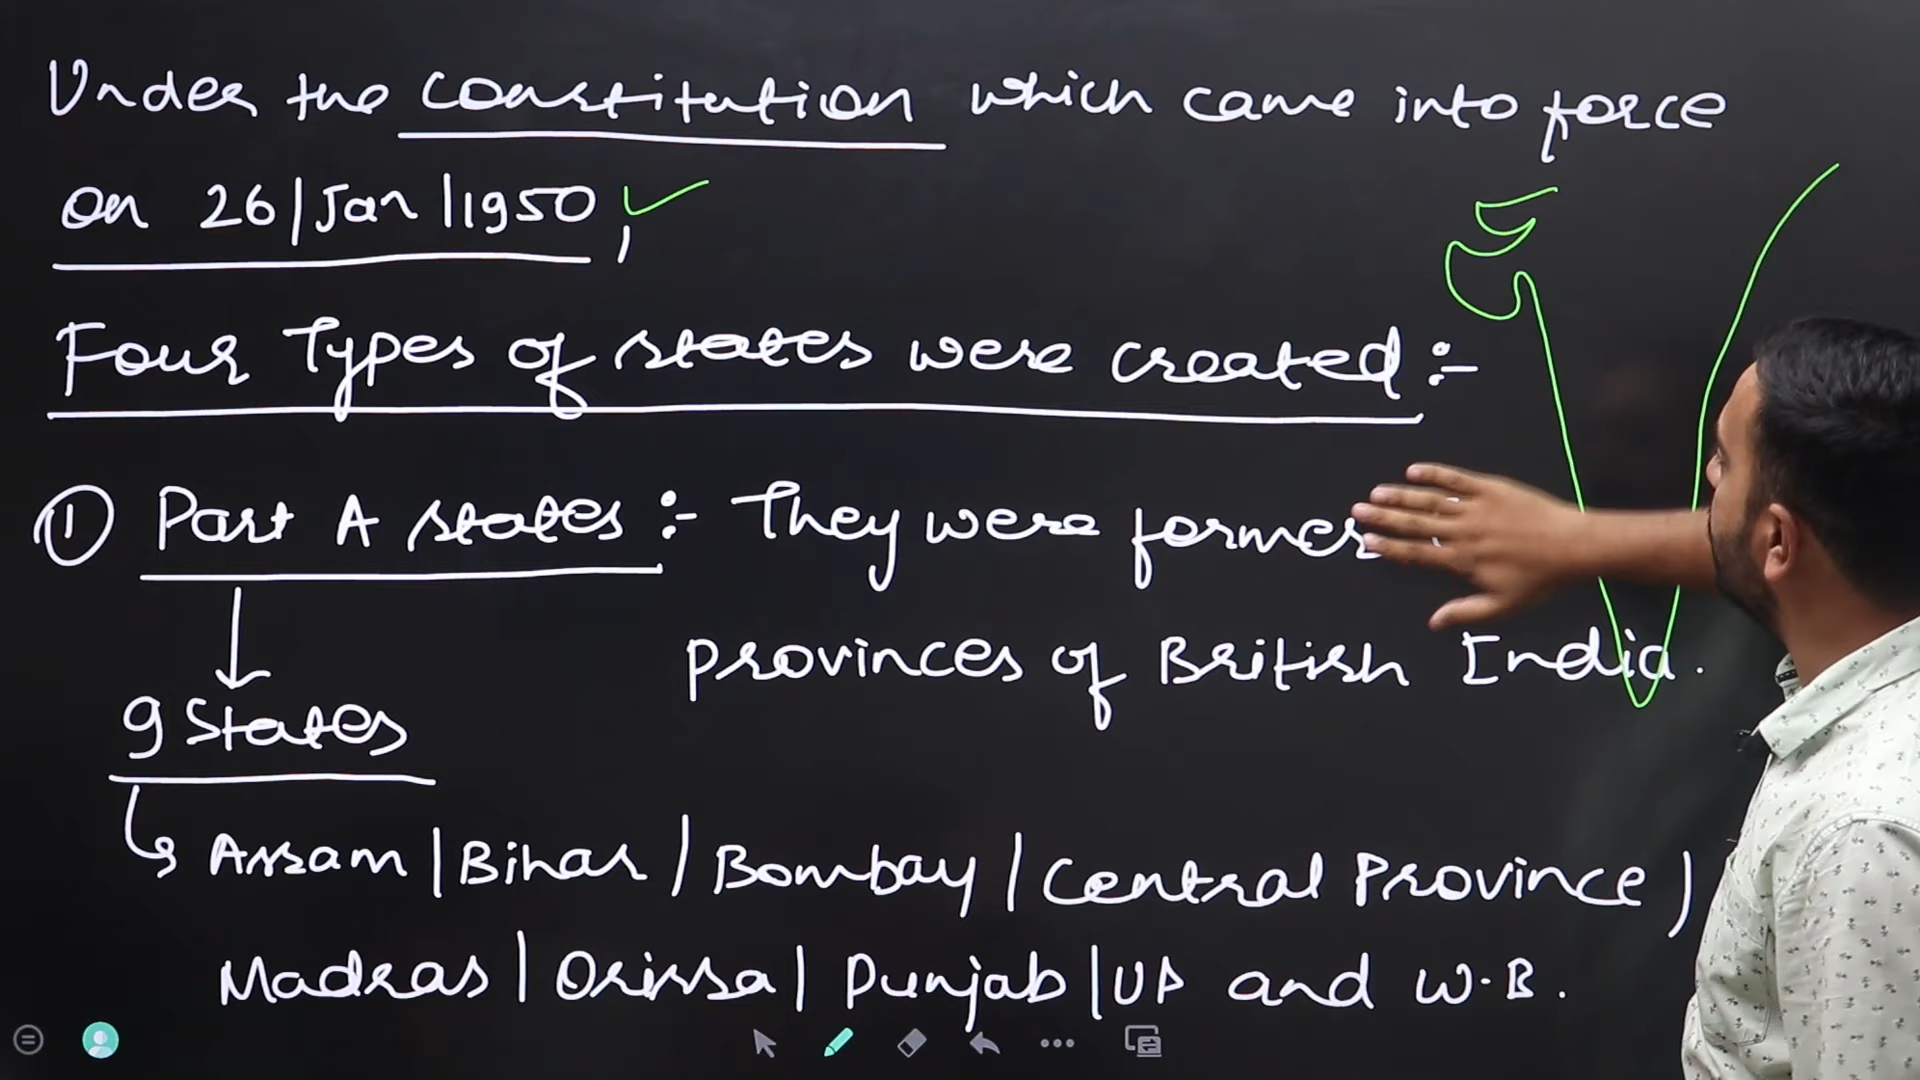 Under the constitution which came into force
on 26/Jan/1950,
Four Types of states were created :-
① Part A states :- They were former
provinces of British India.
9 States
Assam / Bihar / Bombay / Central Province /
Madras / Orissa / Punjab / UP and W.B.